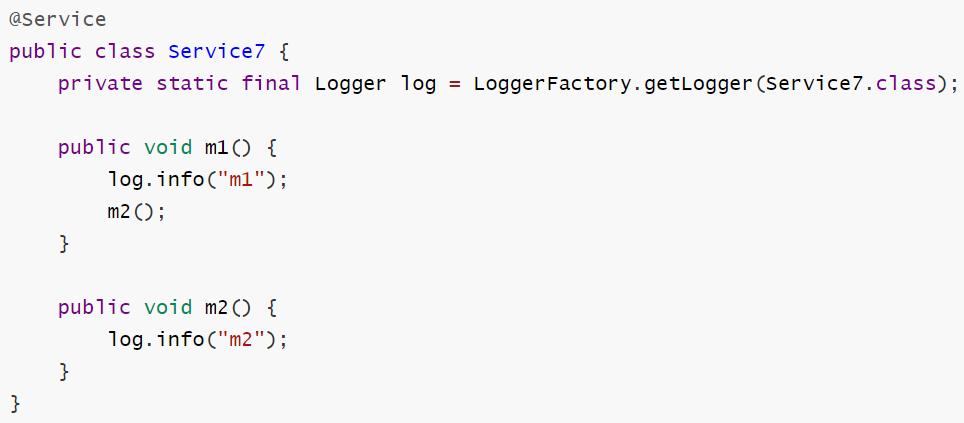 @Service
public class Service7 {
    private static final Logger log = LoggerFactory.getLogger(Service7.class);

    public void m1() {
        log.info("m1");
        m2();
    }

    public void m2() {
        log.info("m2");
    }
}